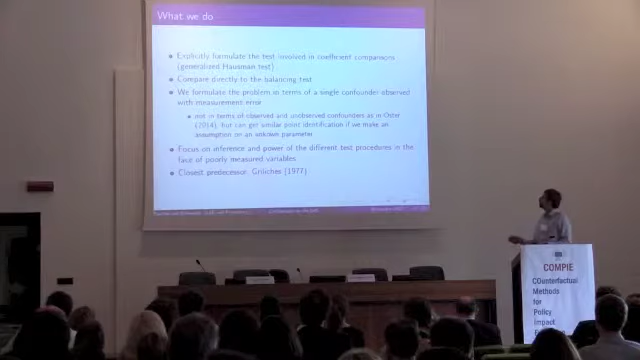 What we do
Explicitly formulate the test involved in coefficient comparisons
(generalized Hausman test)
Compare directly to the balancing test
We formulate the problem in terms of a single confounder observed
with measurement error
not in terms of observed and unobserved confounders as in Oster
(2014), but can get similar point identification if we make an
assumption on an unkown parameter
Focus on inference and power of the different test procedures in the
face of poorly measured variables
Closest predecessor: Griliches (1977)
COMPIE
COunterfactual
Methods
for
Policy
Impact